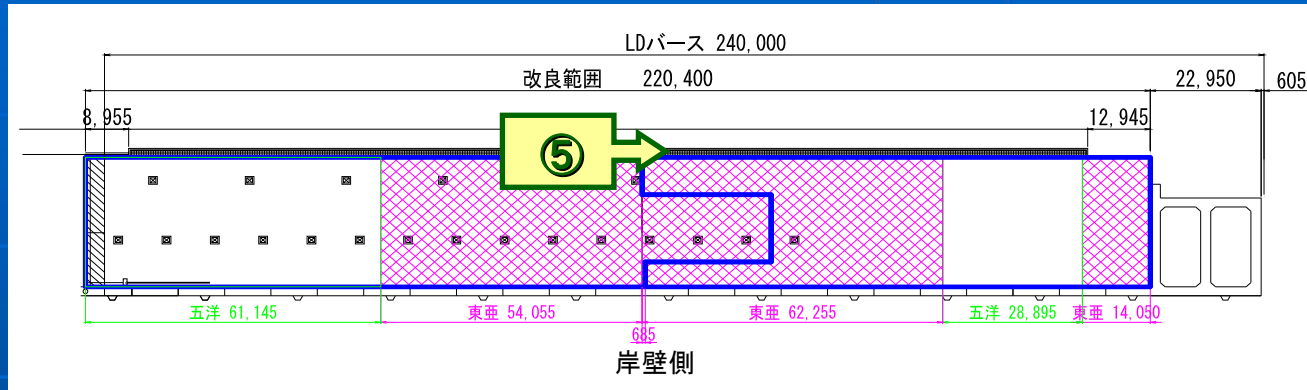 LDバース 240,000
改良範囲 220,400
22,950
605
8,955
12,945
⑤
五洋 61,145
東亜 54,055
東亜 62,255
五洋 28,895
東亜 14,050
685
岸壁側